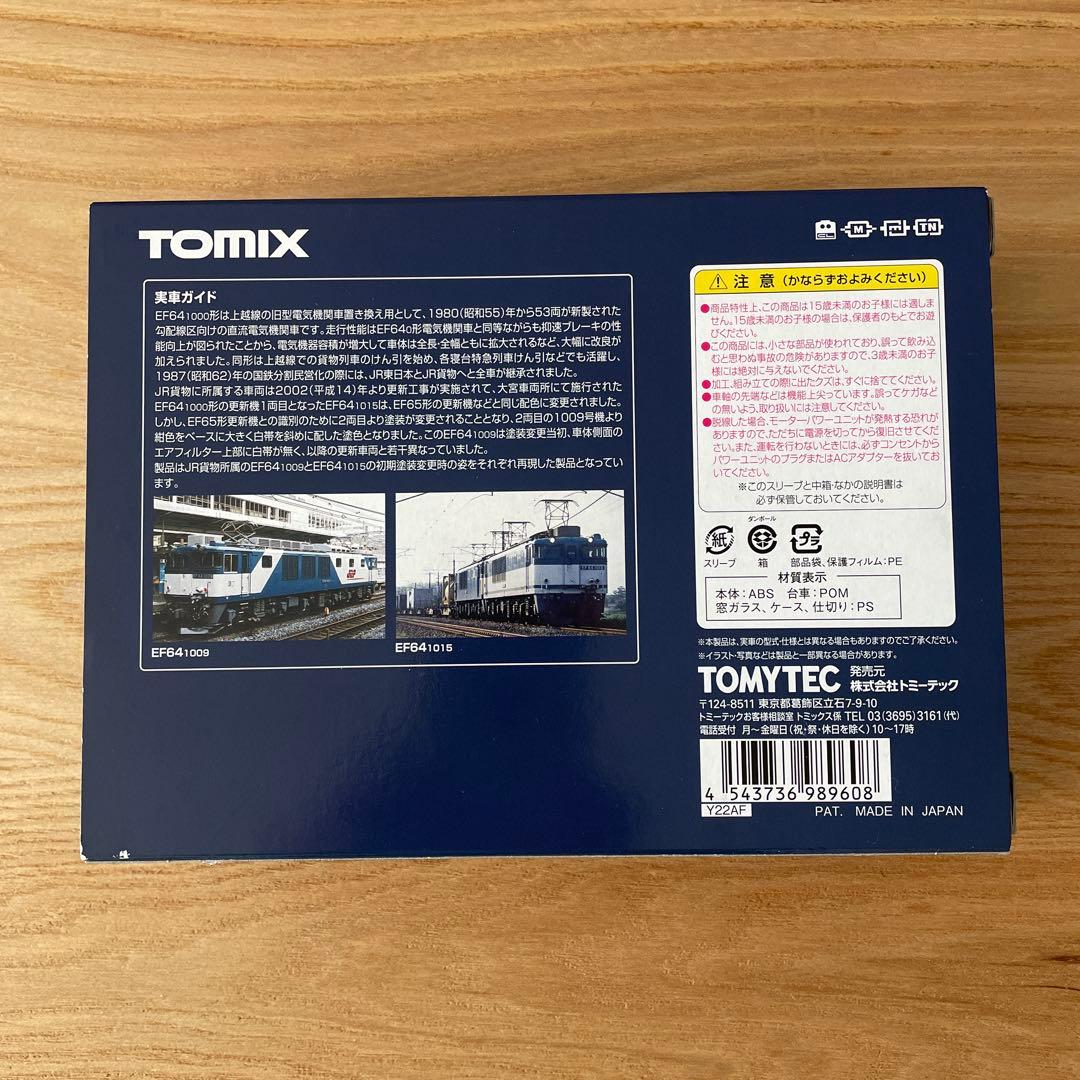 TOMIX
CL M TN
実車ガイド
EF641000形は上越線の旧型電気機関車置き換え用として、1980(昭和55)年から53両が新製された
勾配線区向けの直流電気機関車です。走行性能はEF640形電気機関車と同等ながらも抑速ブレーキの性
能向上が図られたことから、電気機器容積が増大して車体は全長・全幅ともに拡大されるなど、大幅に改良が
加えられました。同形は上越線での貨物列車のけん引を始め、各寝台特急列車けん引などでも活躍し、
1987(昭和62)年の国鉄分割民営化の際には、JR東日本とJR貨物へと全車が継承されました。
JR貨物に所属する車両は2002(平成14)年より更新工事が実施されて、大宮車両所にて施行された
EF641000形の更新機1両目となったEF641015は、EF65形の更新機などと同じ配色に変更されました。
しかし、EF65形更新機との識別のために2両目より塗装が変更されることとなり、2両目の1009号機より
紺色をベースに大きく白帯を斜めに配した塗色となりました。このEF641009は塗装変更当初、車体側面の
エアフィルター上部に白帯が無く、以降の更新車両と若干異なっていました。
製品はJR貨物所属のEF641009とEF641015の初期塗装変更時の姿をそれぞれ再現した製品となってい
ます。
EF641009
EF641015
注意(かならずおよみください)
●商品特性上、この商品は15歳未満のお子様には適しま
せん。15歳未満のお子様の場合は、保護者のもとでお遊
びください。
●この商品には、小さな部品が使われており、誤って飲み込
むと思わぬ事故の危険がありますので、3歳未満のお子
様には絶対に与えないでください。
●加工、組み立ての際に出たクズは、すぐに捨ててください。
●車輪の先端などは機能上尖っています。誤ってケガなど
の無いよう、取り扱いには注意してください。
●脱線した場合、モーターやパワーユニットが発熱する恐れが
ありますので、ただちに電源を切ってから復旧させてくだ
さい。また、運転を行わないときには、必ずコンセントから
パワーユニットのプラグまたはACアダプターを抜いてお
いてください。
※このスリーブと中箱・なかの説明書は
必ず保管しておいてください。
紙
スリーブ
ダンボール
箱
プラ
部品袋、保護フィルム:PE
材質表示
本体:ABS 台車:POM
窓ガラス、ケース、仕切り:PS
※本製品は、実車の型式・仕様とは異なる場合もありますのでご了承ください。
※イラスト・写真などは製品と一部異なる場合があります。
TOMYTEC 発売元 株式会社トミーテック
〒124-8511 東京都葛飾区立石7-9-10
トミーテックお客様相談室 トミックス係 TEL 03(3695)3161(代)
電話受付 月〜金曜日(祝・祭・休日を除く)10〜17時
4 543736 989608
Y22AF
PAT. MADE IN JAPAN